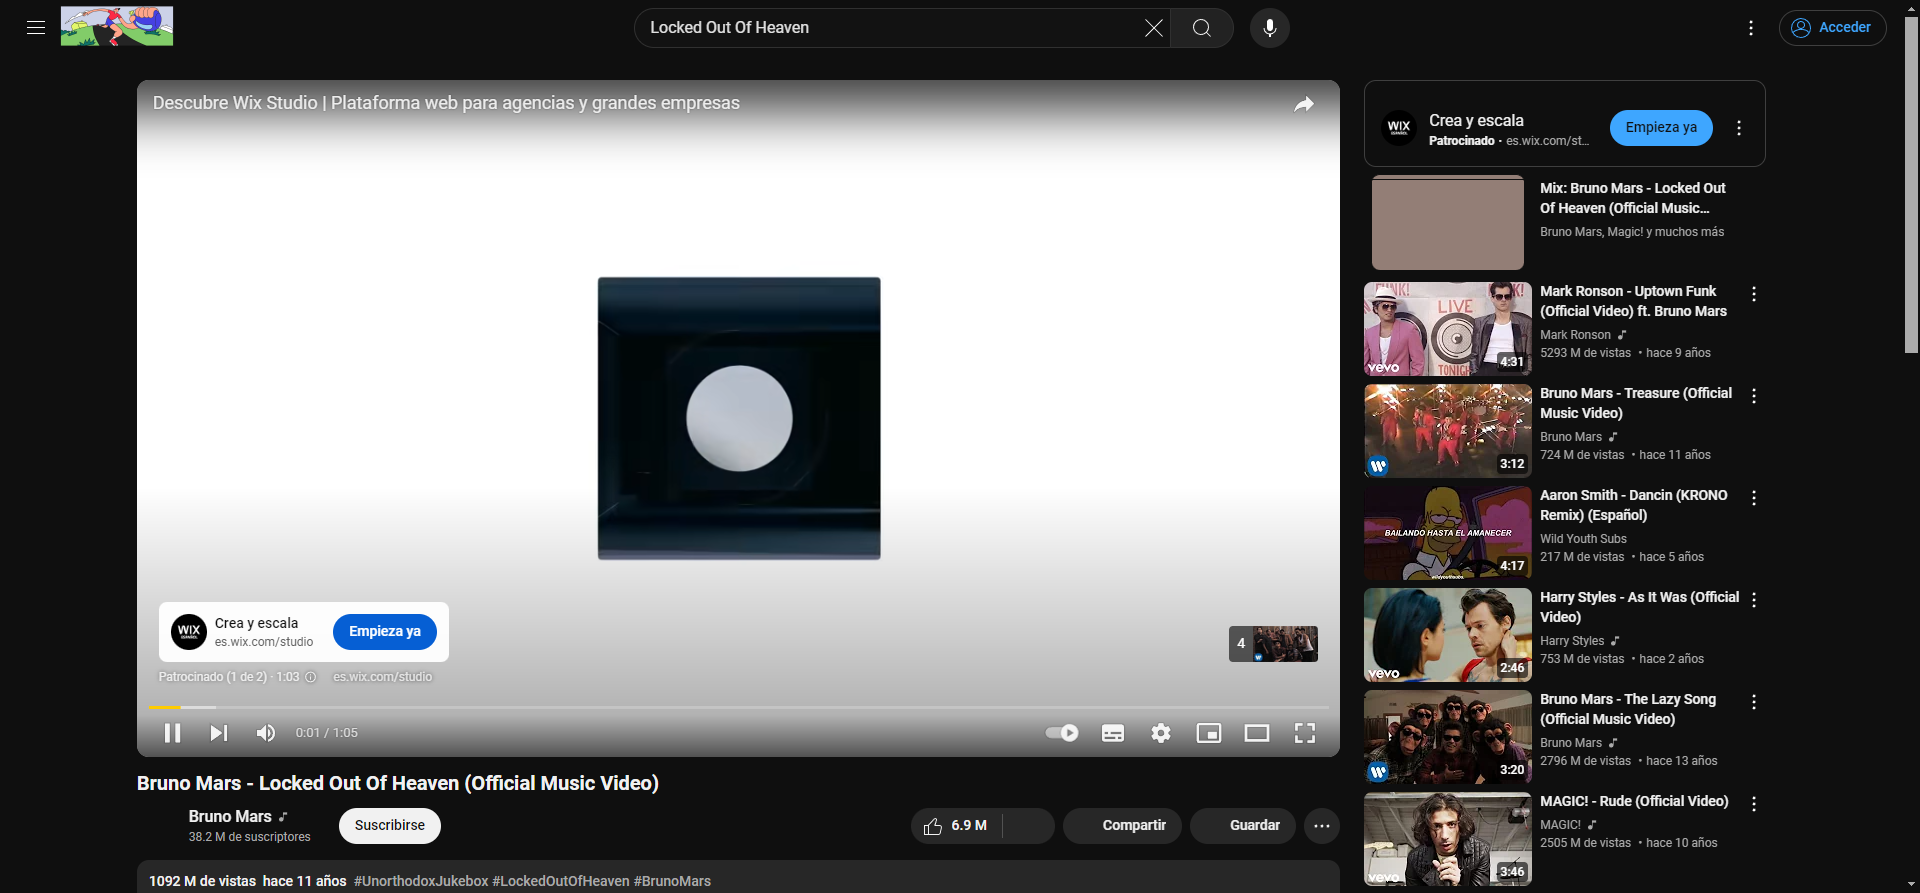 Locked Out Of Heaven
Acceder
Descubre Wix Studio | Plataforma web para agencias y grandes empresas
WIX
ESPAÑOL
Crea y escala
es.wix.com/studio
Empieza ya
4
Patrocinado (1 de 2) · 1:03
es.wix.com/studio
0:01 / 1:05
Bruno Mars - Locked Out Of Heaven (Official Music Video)
Bruno Mars
38.2 M de suscriptores
Suscribirse
6.9 M
Compartir
Guardar
1092 M de vistas hace 11 años #UnorthodoxJukebox #LockedOutOfHeaven #BrunoMars
WIX
ESPAÑOL
Crea y escala
Patrocinado · es.wix.com/st...
Empieza ya
Mix: Bruno Mars - Locked Out
Of Heaven (Official Music...
Bruno Mars, Magic! y muchos más
LIVE
TONIGH
vevo
4:31
Mark Ronson - Uptown Funk
(Official Video) ft. Bruno Mars
Mark Ronson
5293 M de vistas • hace 9 años
3:12
Bruno Mars - Treasure (Official
Music Video)
Bruno Mars
724 M de vistas • hace 11 años
BAILANDO HASTA EL AMANECER
4:17
Aaron Smith - Dancin (KRONO
Remix) (Español)
Wild Youth Subs
217 M de vistas • hace 5 años
vevo
2:46
Harry Styles - As It Was (Official
Video)
Harry Styles
753 M de vistas • hace 2 años
3:20
Bruno Mars - The Lazy Song
(Official Music Video)
Bruno Mars
2796 M de vistas • hace 13 años
vevo
3:46
MAGIC! - Rude (Official Video)
MAGIC!
2505 M de vistas • hace 10 años